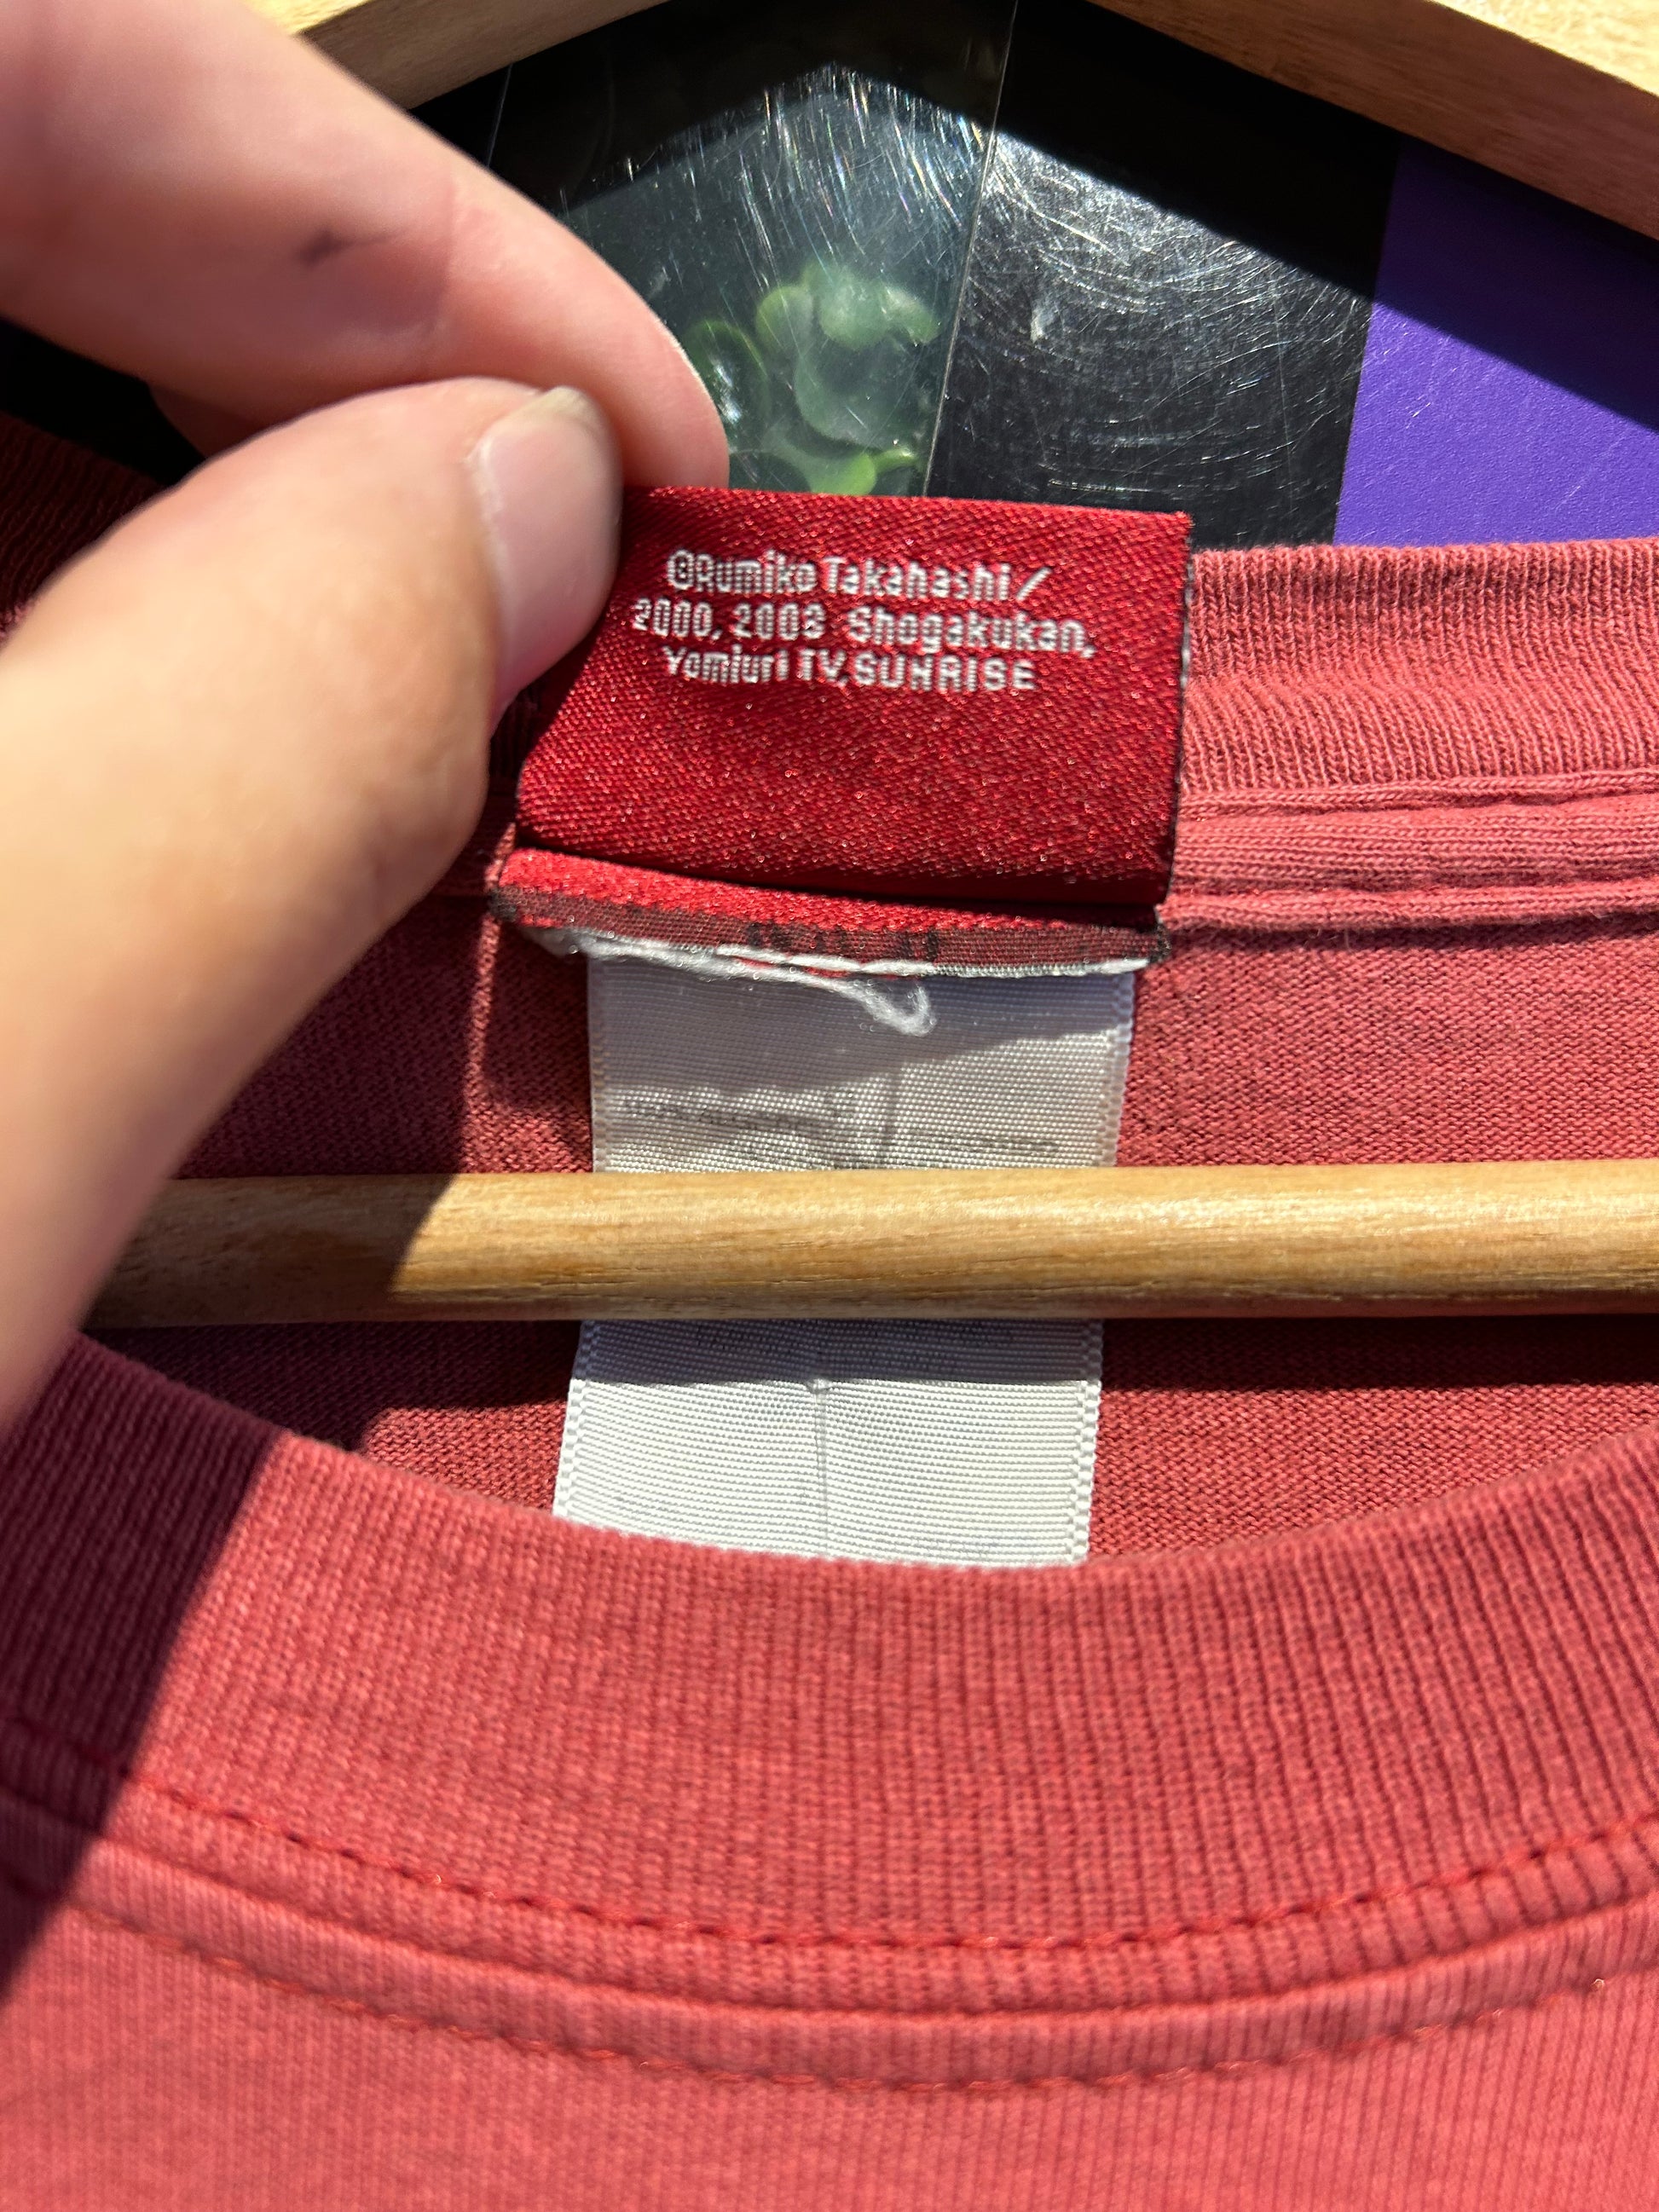 ©Rumiko Takahashi/
2000, 2003 Shogakukan,
Yomiuri TV, SUNRISE